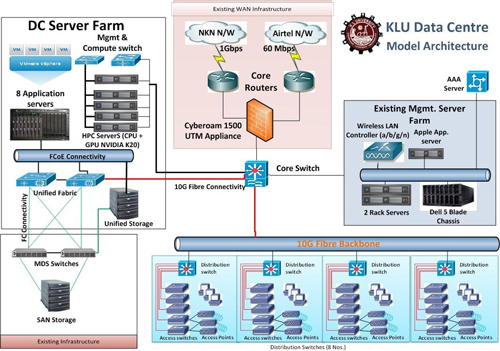 Existing WAN Infrastructure
DC Server Farm
Mgmt &
Compute switch
VM VM VM VM
VMware vSphere
8 Application
servers
HPC ServerS (CPU +
GPU NVIDIA K20)
FCoE Connectivity
Unified Fabric
Unified Storage
FC Connectivity
MDS Switches
SAN Storage
Existing Infrastructure
NKN N/W
1Gbps
Airtel N/W
60 Mbps
Core
Routers
Cyberoam 1500
UTM Appliance
Core Switch
10G Fibre Connectivity
KLU Data Centre
Model Architecture
AAA
Server
Existing Mgmt. Server
Farm
Wireless LAN
Controller (a/b/g/n)
Apple App.
server
2 Rack Servers
Dell 5 Blade
Chassis
10G Fibre Backbone
Distribution
switch
Distribution
switch
Distribution
switch
Distribution
switch
Access switches
Access Points
Access switches
Access Points
Access switches
Access Points
Access switches
Access Points
Distribution Switches (8 Nos.)